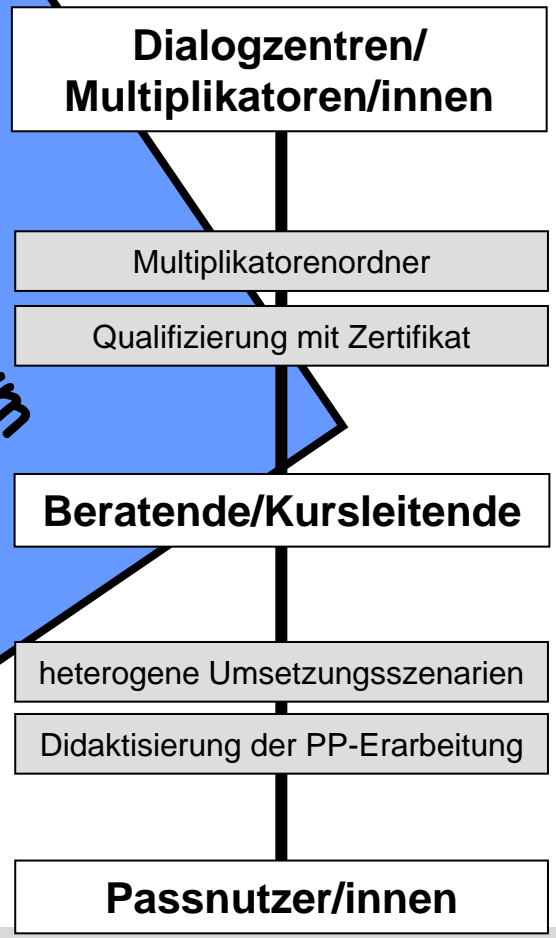 Dialogzentren/
Multiplikatoren/innen
Multiplikatorenordner
Qualifizierung mit Zertifikat
Beratende/Kursleitende
heterogene Umsetzungsszenarien
Didaktisierung der PP-Erarbeitung
Passnutzer/innen